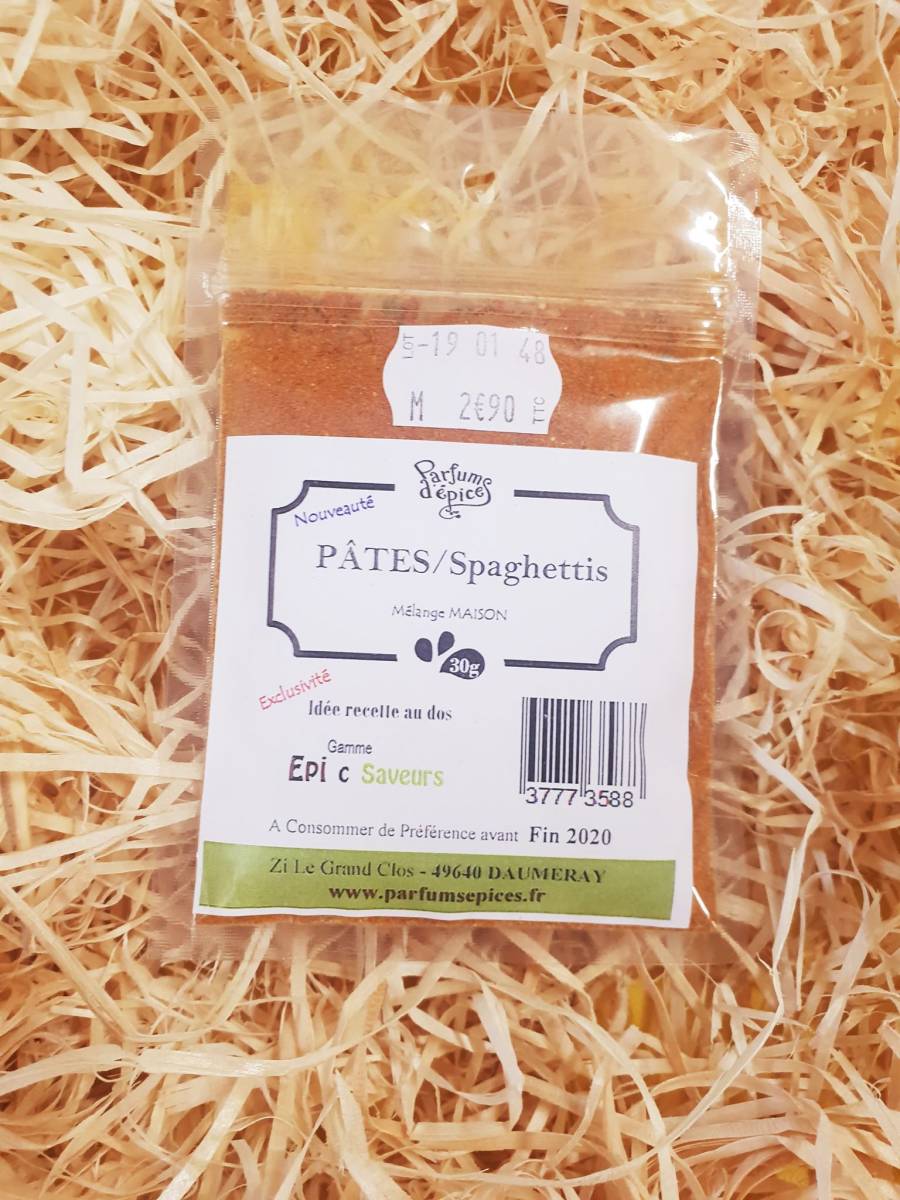 LOT -19 01 48
M 2€90 TTC
Parfums
d'épices
Nouveauté
PÂTES/Spaghettis
Mélange MAISON
30g
Exclusivité
Idée recette au dos
Gamme
Epi c Saveurs
3777 3588
A Consommer de Préférence avant Fin 2020
Zi Le Grand Clos - 49640 DAUMERAY
www.parfumsepices.fr